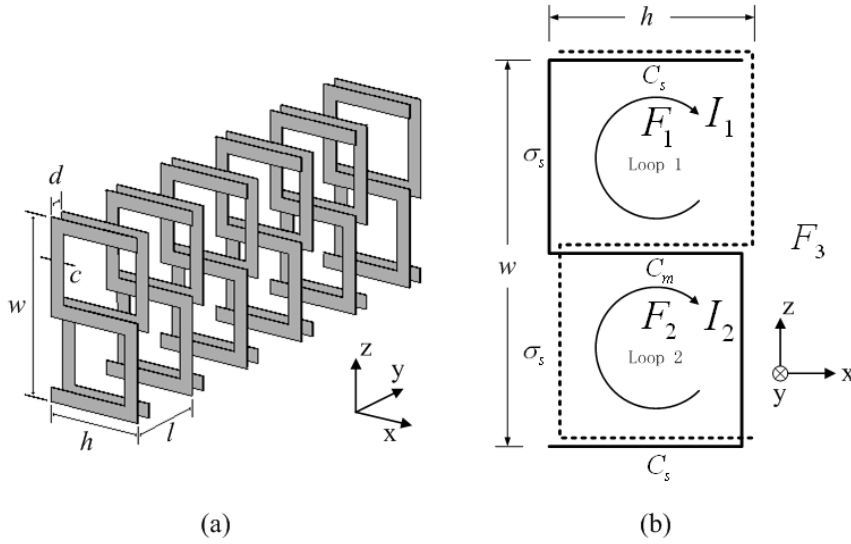 d
c
w
h
l
z
y
x
(a)
h
C_s
F_1 I_1
Loop 1
σ_s
w
F_3
C_m
F_2 I_2
Loop 2
σ_s
z
x
y
C_s
(b)